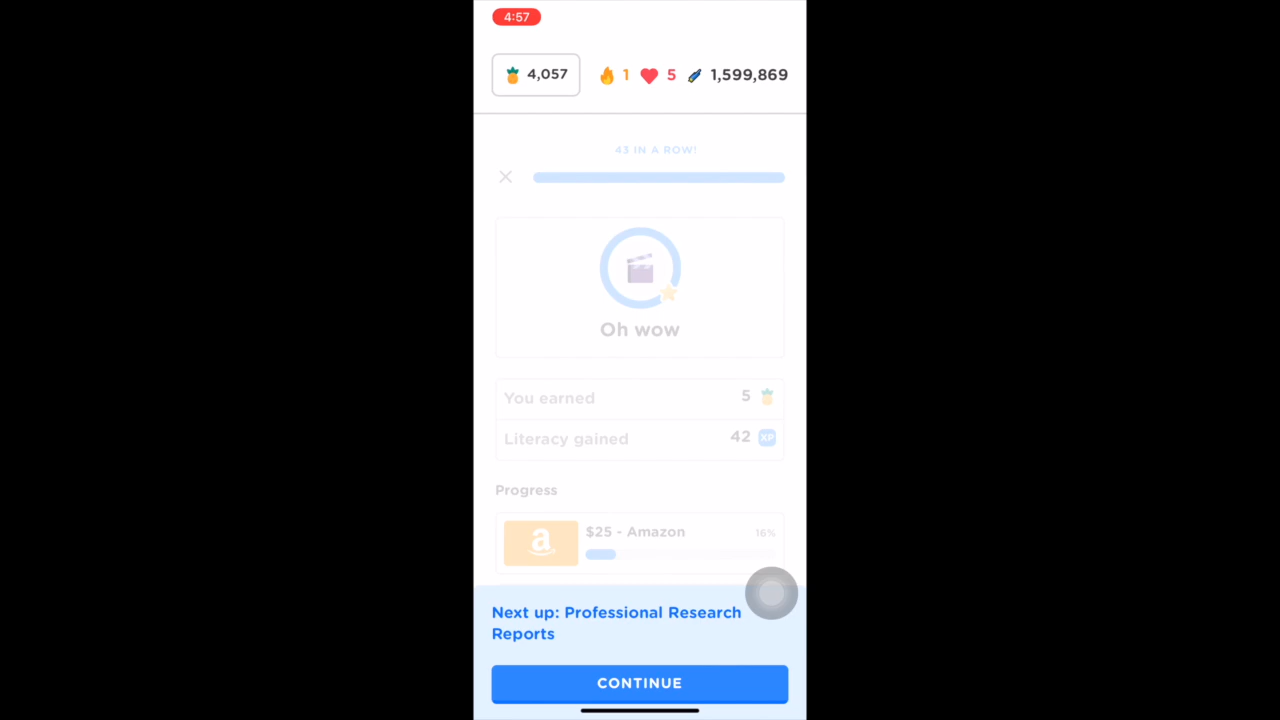 4:57
4,057 1 5 1,599,869
43 IN A ROW!
Oh wow
You earned 5
Literacy gained 42 XP
Progress
a $25 - Amazon 16%
Next up: Professional Research
Reports
CONTINUE